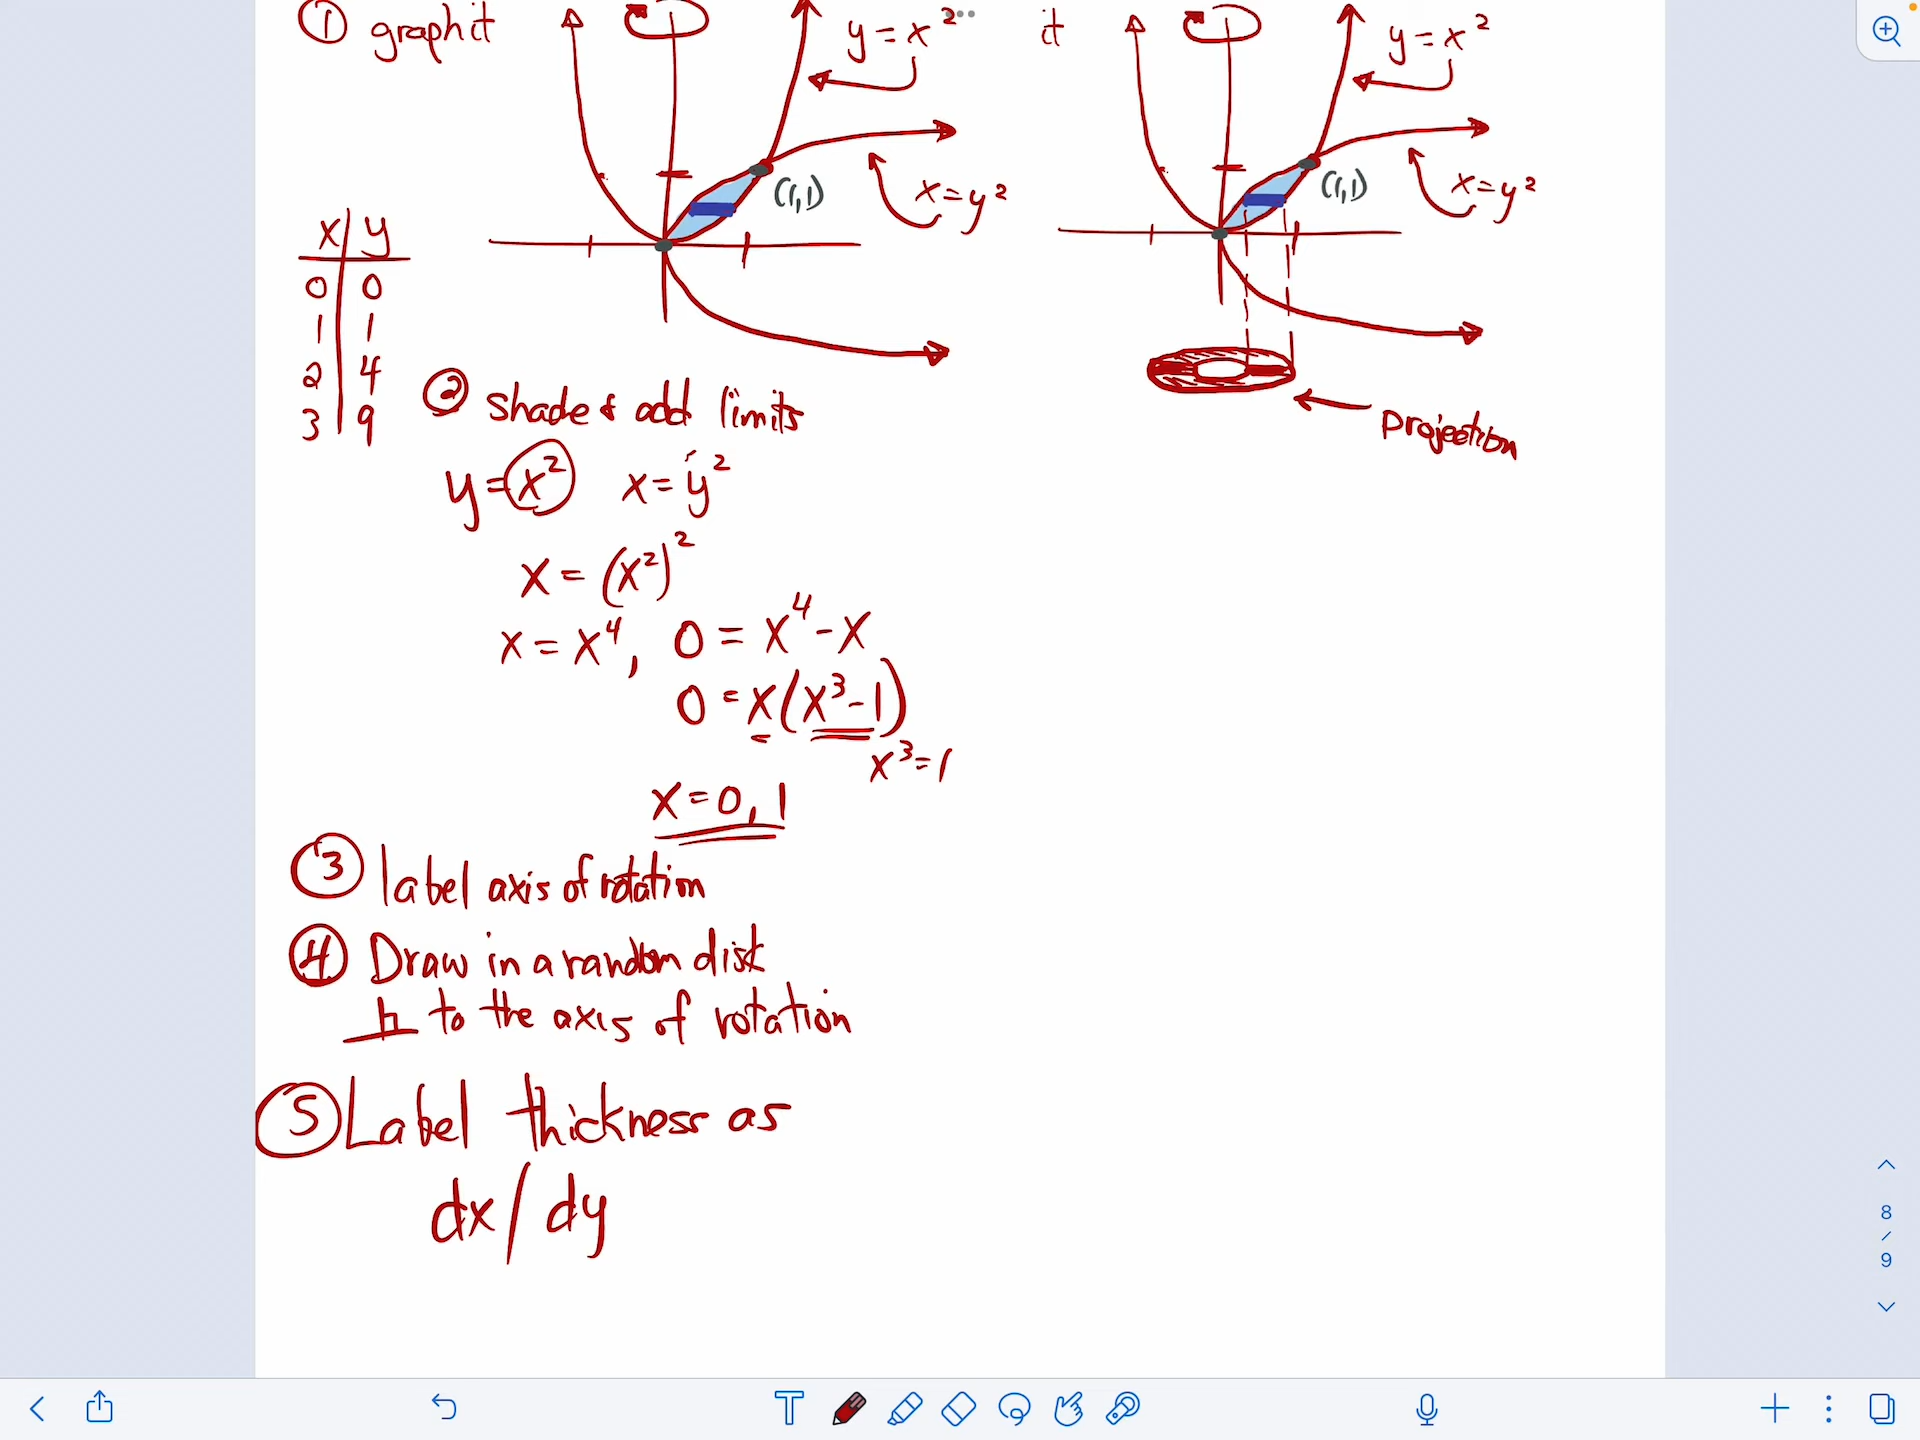 ① graph it
y = x²
(1,1)
x = y²
it
y = x²
(1,1)
x = y²
Projection
x y
0 0
1 1
2 4
3 9
② shade & add limits
y = x² x = y²
x = (x²)²
x = x⁴, 0 = x⁴ - x
0 = x(x³ - 1)
x³ = 1
x = 0, 1
③ label axis of rotation
④ Draw in a random disk
⊥ to the axis of rotation
⑤ Label thickness as
dx / dy
8
/
9
T